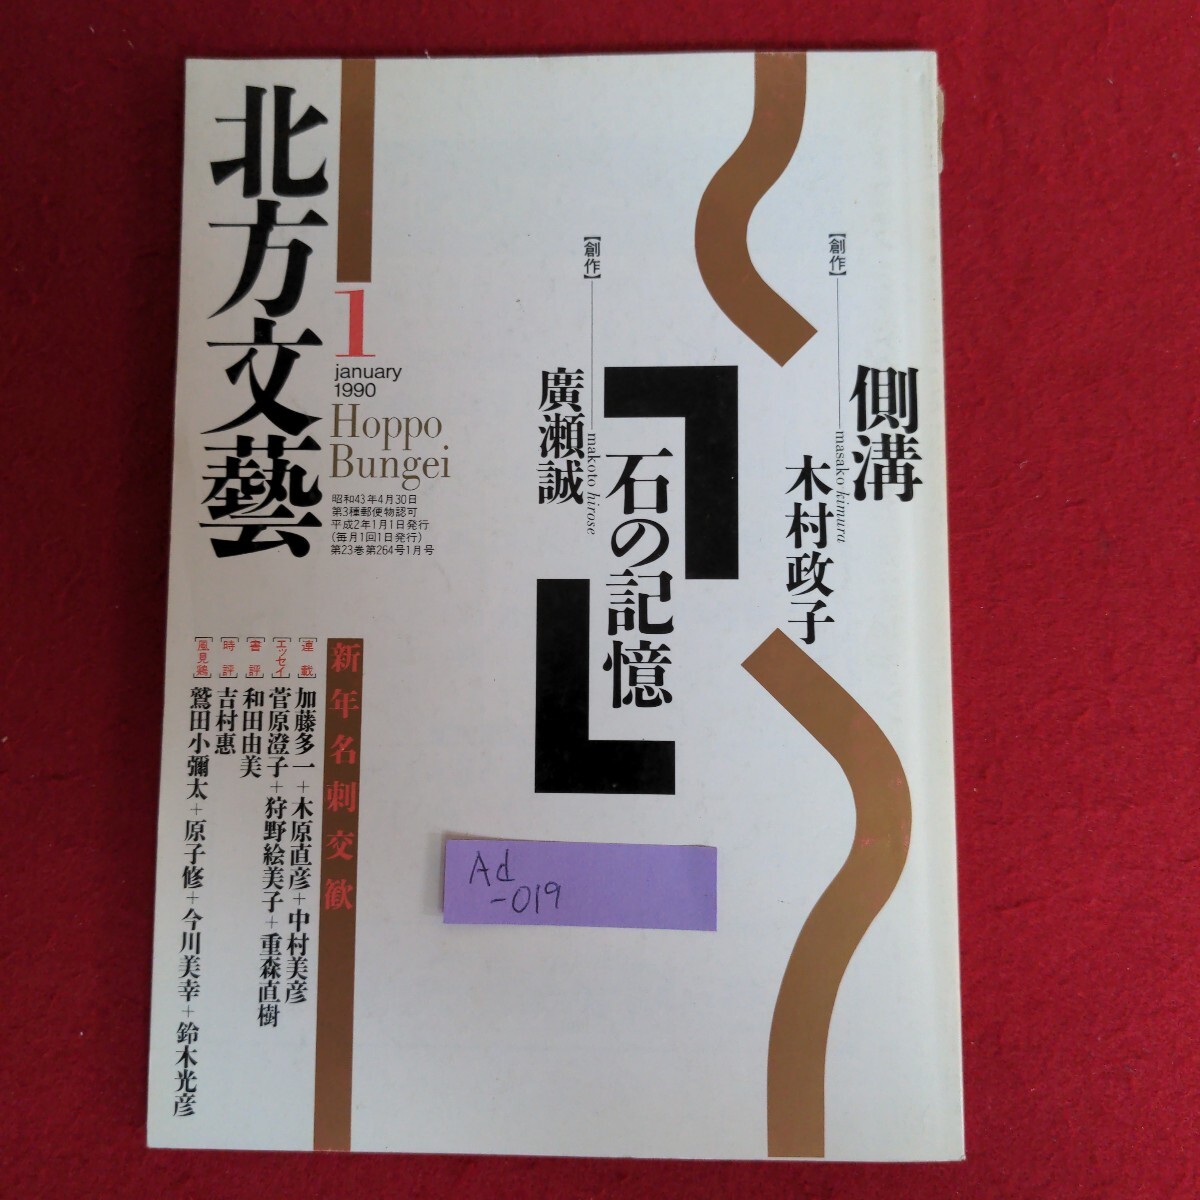 北方文藝
1
january
1990
Hoppo
Bungei
昭和43年4月30日
第3種郵便物認可
平成2年1月1日発行
(毎月1回1日発行)
第23巻第264号1月号
【創作】
側溝
masako kimura
木村政子
【創作】
石の記憶
makoto hirose
廣瀬誠
新年名刺交歓
[連載]
加藤多一+木原直彦+中村美彦
[エッセイ]
菅原澄子+狩野絵美子+重森直樹
[書評]
和田由美
[時評]
吉村惠
[風見鶏]
鷲田小彌太+原子修+今川美幸+鈴木光彦
Ad
-019